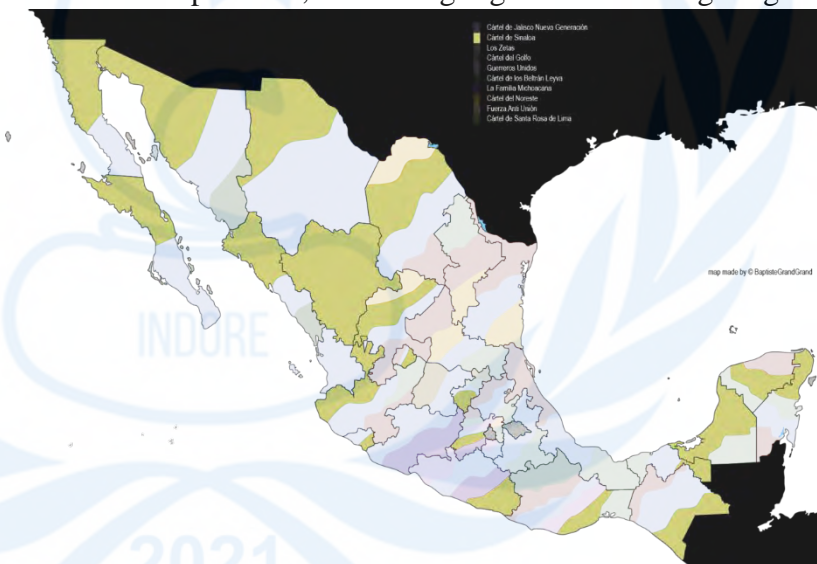 Cártel de Jalisco Nueva Generación
Cártel de Sinaloa
Los Zetas
Cártel del Golfo
Guerreros Unidos
Cártel de los Beltrán Leyva
La Familia Michoacana
Cártel del Noreste
Fuerza Anti Unión
Cártel de Santa Rosa de Lima
map made by © BaptisteGrandGrand
INDORE
2021